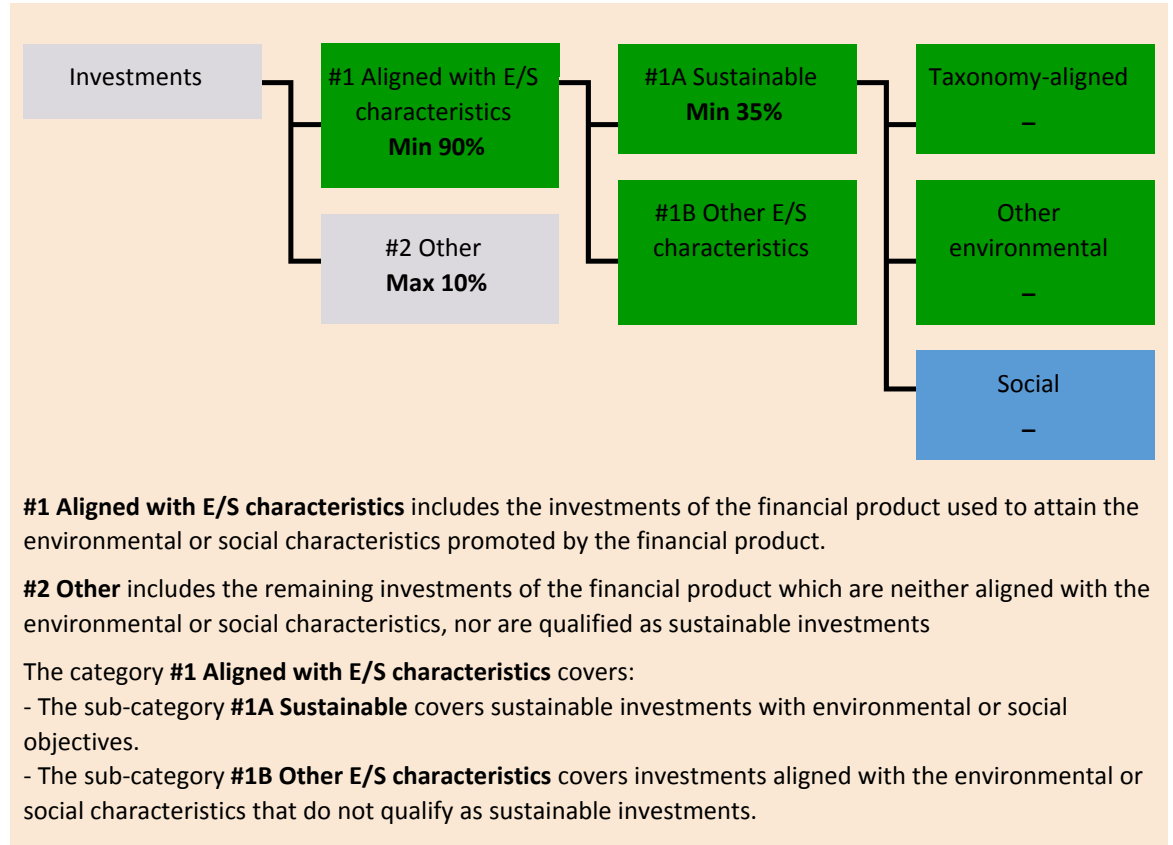 Investments
#1 Aligned with E/S
characteristics
Min 90%
#2 Other
Max 10%
#1A Sustainable
Min 35%
#1B Other E/S
characteristics
Taxonomy-aligned
–
Other
environmental
–
Social
–
#1 Aligned with E/S characteristics includes the investments of the financial product used to attain the
environmental or social characteristics promoted by the financial product.
#2 Other includes the remaining investments of the financial product which are neither aligned with the
environmental or social characteristics, nor are qualified as sustainable investments
The category #1 Aligned with E/S characteristics covers:
- The sub-category #1A Sustainable covers sustainable investments with environmental or social
objectives.
- The sub-category #1B Other E/S characteristics covers investments aligned with the environmental or
social characteristics that do not qualify as sustainable investments.